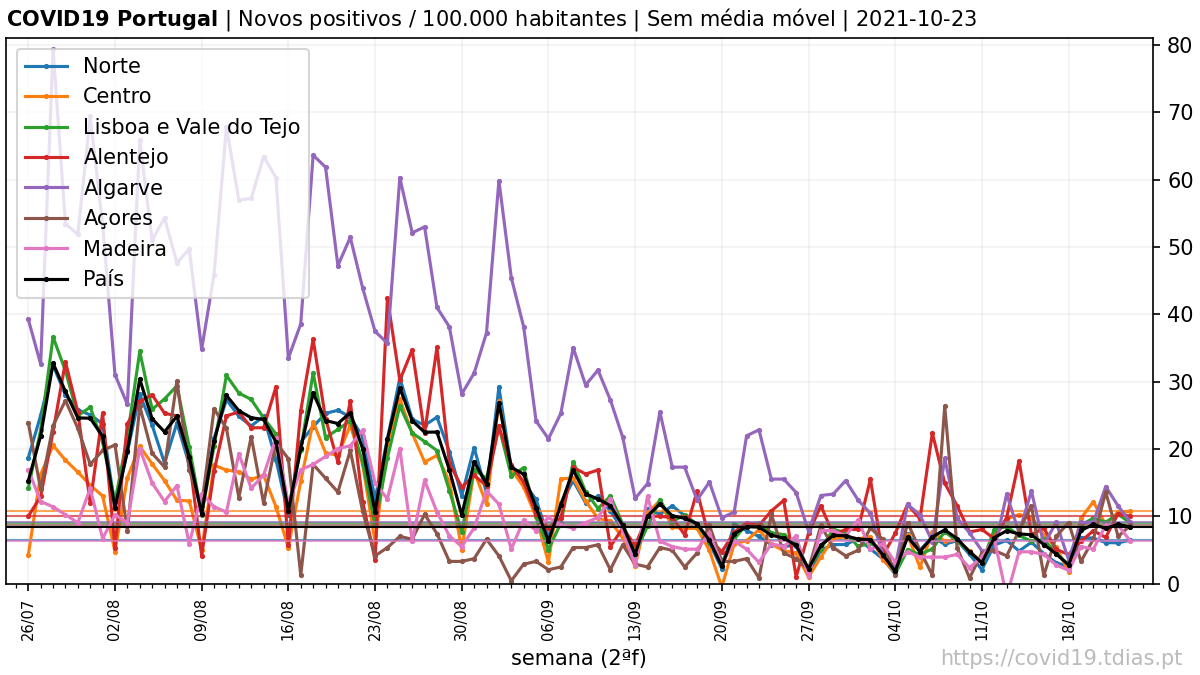 COVID19 Portugal | Novos positivos / 100.000 habitantes | Sem média móvel | 2021-10-23
Norte
Centro
Lisboa e Vale do Tejo
Alentejo
Algarve
Açores
Madeira
País
80
70
60
50
40
30
20
10
0
26/07
02/08
09/08
16/08
23/08
30/08
06/09
13/09
20/09
27/09
04/10
11/10
18/10
semana (2ªf)
https://covid19.tdias.pt